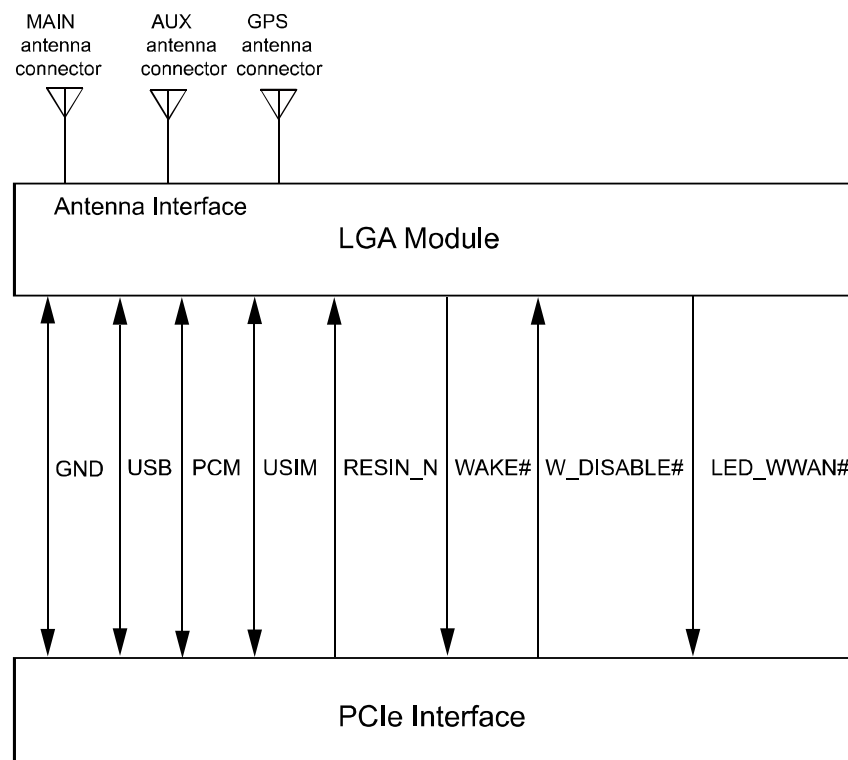 MAIN
antenna
connector
AUX
antenna
connector
GPS
antenna
connector
Antenna Interface
LGA Module
GND
USB
PCM
USIM
RESIN_N
WAKE#
W_DISABLE#
LED_WWAN#
PCIe Interface